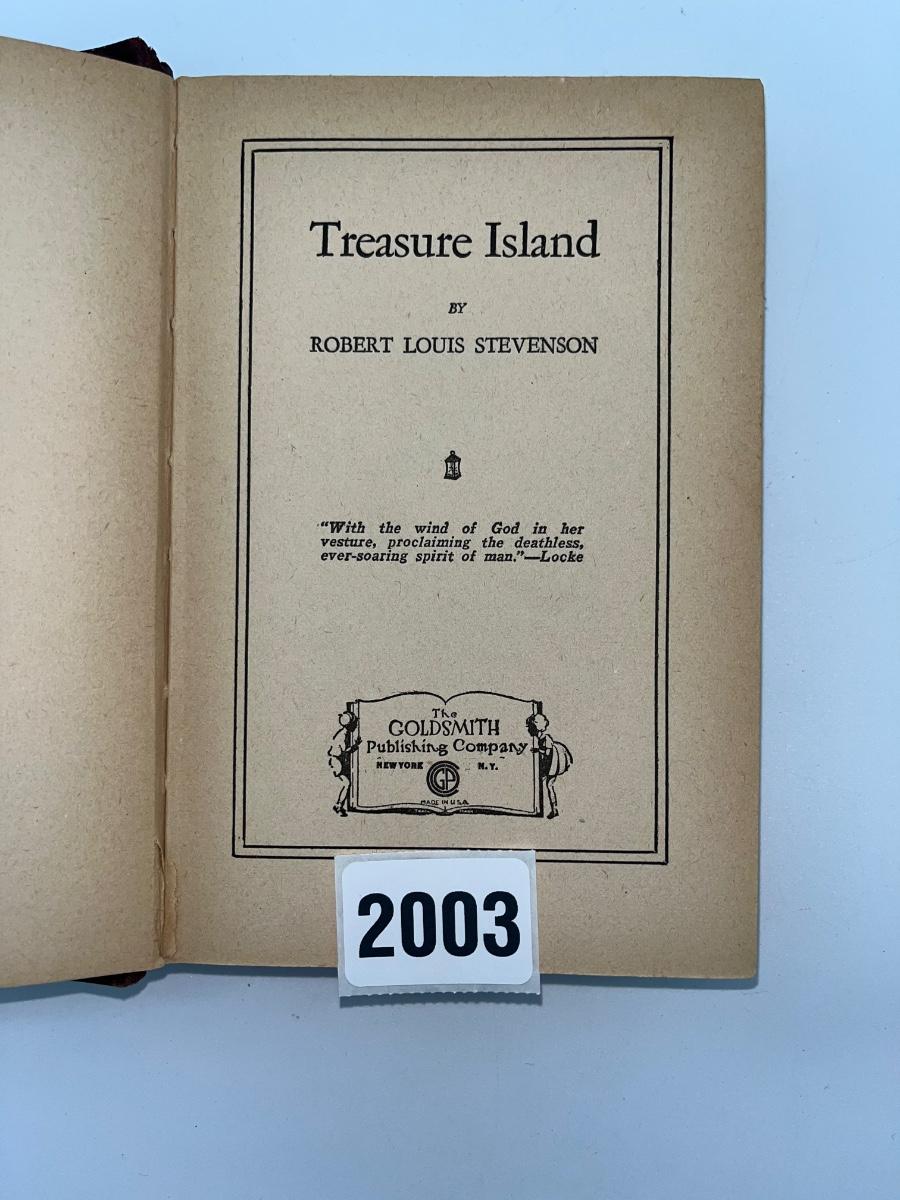 Treasure Island
BY
ROBERT LOUIS STEVENSON
"With the wind of God in her
vesture, proclaiming the deathless,
ever-soaring spirit of man."—Locke
The
GOLDSMITH
Publishing Company
NEW YORK N.Y.
GPC
MADE IN U.S.A.
2003